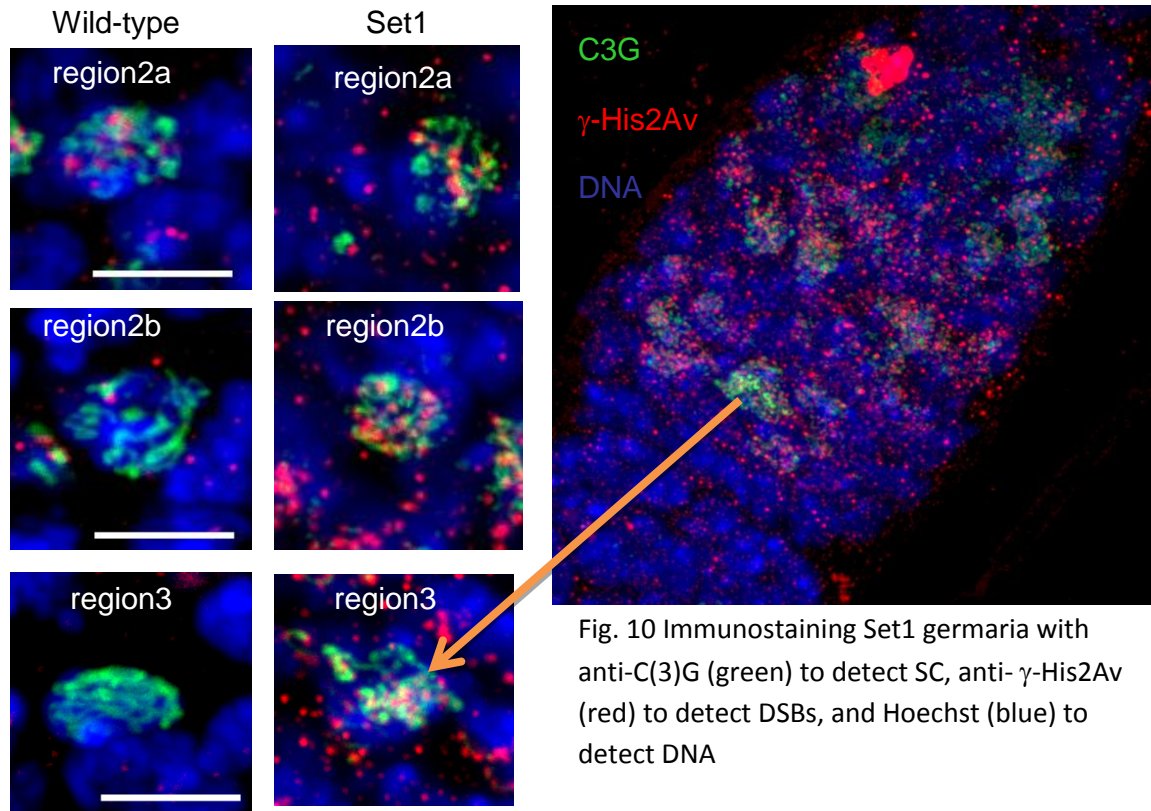 Wild-type
Set1
region2a
region2a
region2b
region2b
region3
region3
C3G
γ-His2Av
DNA
Fig. 10 Immunostaining Set1 germaria with
anti-C(3)G (green) to detect SC, anti- γ-His2Av
(red) to detect DSBs, and Hoechst (blue) to
detect DNA